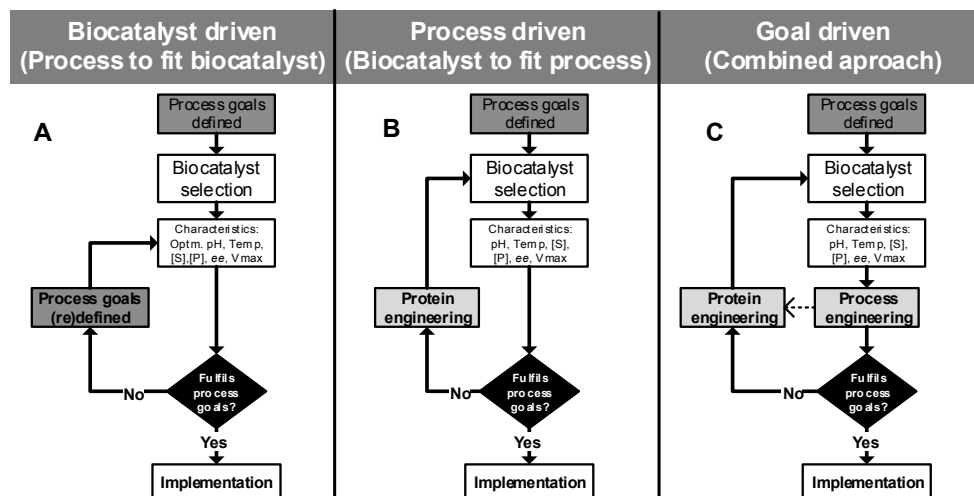 Biocatalyst driven
(Process to fit biocatalyst)
A
Process goals
defined
Biocatalyst
selection
Characteristics:
Optm. pH, Temp,
[S],[P], ee, Vmax
Process goals
(re)defined
No
Fulfils
process
goals?
Yes
Implementation
Process driven
(Biocatalyst to fit process)
B
Process goals
defined
Biocatalyst
selection
Characteristics:
pH, Temp, [S],
[P], ee, Vmax
Protein
engineering
No
Fulfils
process
goals?
Yes
Implementation
Goal driven
(Combined aproach)
C
Process goals
defined
Biocatalyst
selection
Characteristics:
pH, Temp, [S],
[P], ee, Vmax
Protein
engineering
Process
engineering
No
Fulfils
process
goals?
Yes
Implementation